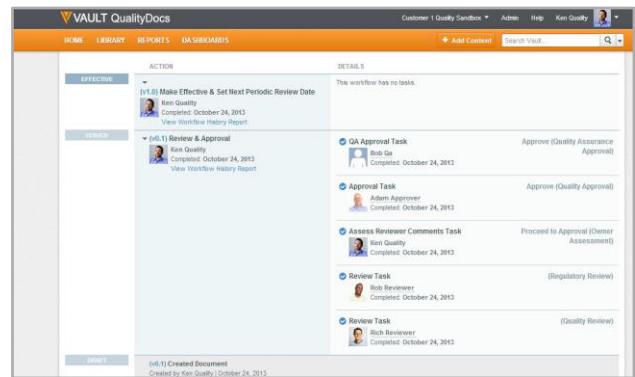 VAULT QualityDocs
Customer 1 Quality Sandbox Admin Help Ken Quality
HOME LIBRARY REPORTS DASHBOARDS
+ Add Content
Search Vault...
ACTION
DETAILS
EFFECTIVE
(v1.0) Make Effective & Set Next Periodic Review Date
Ken Quality
Completed: October 24, 2013
View Workflow History Report
This workflow has no tasks.
(v0.1) Review & Approval
Ken Quality
Completed: October 24, 2013
View Workflow History Report
QA Approval Task
Bob Qa
Completed: October 24, 2013
Approve (Quality Assurance
Approval)
Approval Task
Adam Approver
Completed: October 24, 2013
Approve (Quality Approval)
Assess Reviewer Comments Task
Ken Quality
Completed: October 24, 2013
Proceed to Approval (Owner
Assessment)
Review Task
Rob Reviewer
Completed: October 24, 2013
(Regulatory Review)
Review Task
Rich Reviewer
Completed: October 24, 2013
(Quality Review)
DRAFT
(v0.1) Created Document
Created by Ken Quality | October 24, 2013